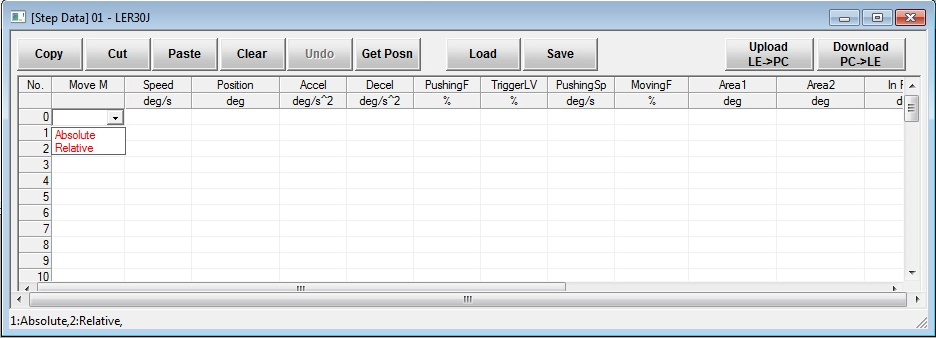 [Step Data] 01 - LER30J
Copy Cut Paste Clear Undo Get Posn Load Save Upload LE->PC Download PC->LE
No. Move M Speed Position Accel Decel PushingF TriggerLV PushingSp MovingF Area1 Area2 In P
deg/s deg deg/s^2 deg/s^2 % % deg/s % deg deg d
0
1 Absolute
2 Relative
3
4
5
6
7
8
9
10
1:Absolute,2:Relative,